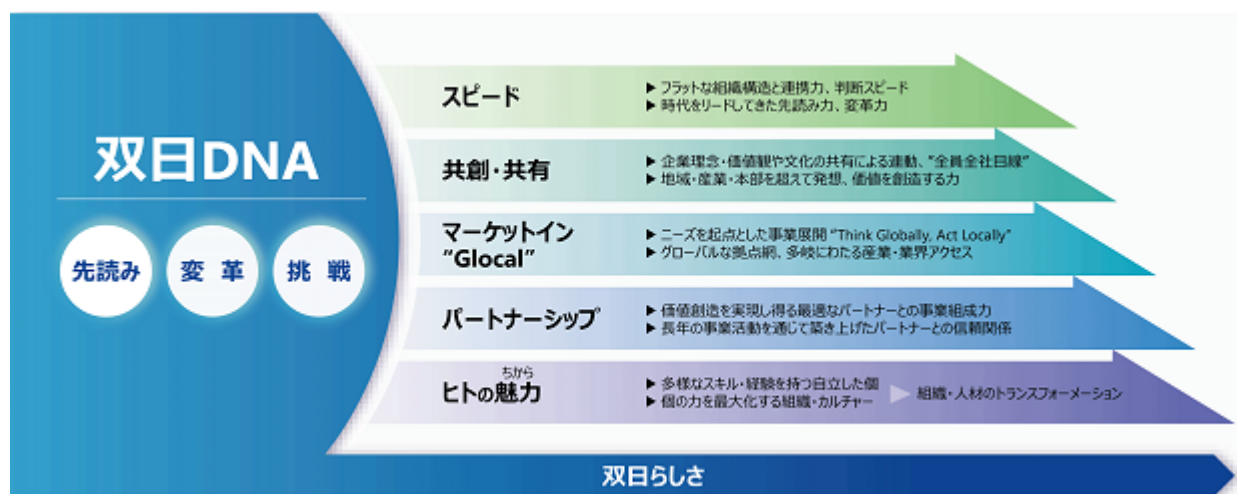 双日DNA
先読み
変革
挑戦
スピード
▶ フラットな組織構造と連携力、判断スピード
▶ 時代をリードしてきた先読み力、変革力
共創・共有
▶ 企業理念・価値観や文化の共有による連動、“全員全社目線”
▶ 地域・産業・本部を超えて発想、価値を創造する力
マーケットイン
“Glocal”
▶ ニーズを起点とした事業展開 “Think Globally, Act Locally”
▶ グローバルな拠点網、多岐にわたる産業・業界アクセス
パートナーシップ
▶ 価値創造を実現し得る最適なパートナーとの事業組成力
▶ 長年の事業活動を通じて築き上げたパートナーとの信頼関係
ちから
ヒトの魅力
▶ 多様なスキル・経験を持つ自立した個
▶ 個の力を最大化する組織・カルチャー
▶ 組織・人材のトランスフォーメーション
双日らしさ